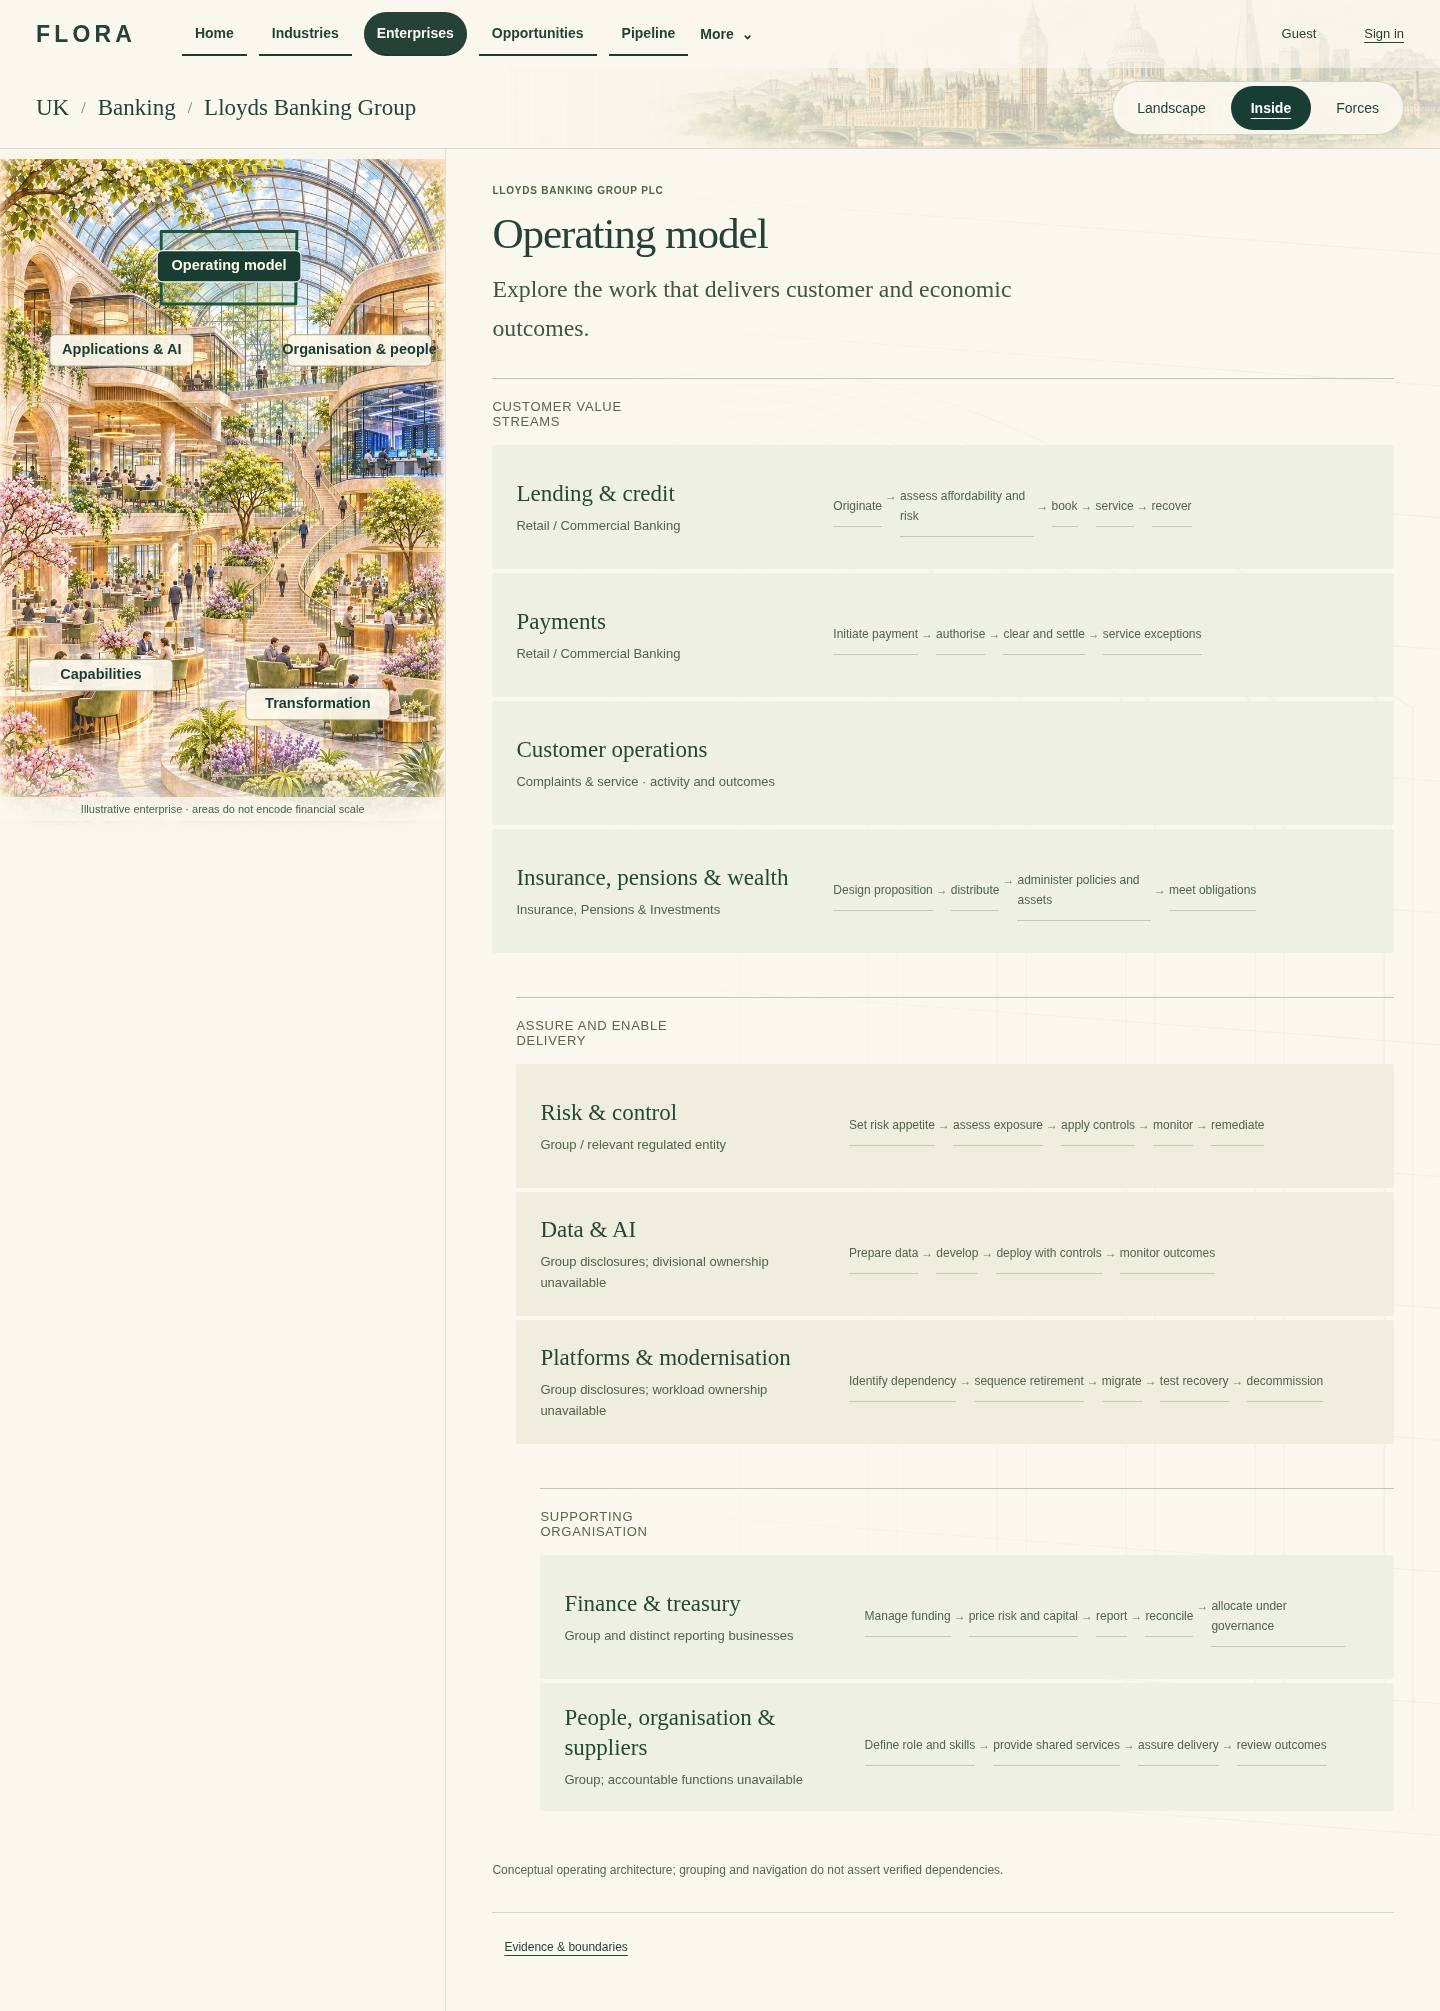 FLORA
Home
Industries
Enterprises
Opportunities
Pipeline
More
Guest
Sign in
UK / Banking / Lloyds Banking Group
Landscape
Inside
Forces
Operating model
Applications & AI
Organisation & people
Capabilities
Transformation
Illustrative enterprise · areas do not encode financial scale
LLOYDS BANKING GROUP PLC
Operating model
Explore the work that delivers customer and economic
outcomes.
CUSTOMER VALUE
STREAMS
Lending & credit
Retail / Commercial Banking
Originate → assess affordability and
risk → book → service → recover
Payments
Retail / Commercial Banking
Initiate payment → authorise → clear and settle → service exceptions
Customer operations
Complaints & service · activity and outcomes
Insurance, pensions & wealth
Insurance, Pensions & Investments
Design proposition → distribute → administer policies and
assets → meet obligations
ASSURE AND ENABLE
DELIVERY
Risk & control
Group / relevant regulated entity
Set risk appetite → assess exposure → apply controls → monitor → remediate
Data & AI
Group disclosures; divisional ownership
unavailable
Prepare data → develop → deploy with controls → monitor outcomes
Platforms & modernisation
Group disclosures; workload ownership
unavailable
Identify dependency → sequence retirement → migrate → test recovery → decommission
SUPPORTING
ORGANISATION
Finance & treasury
Group and distinct reporting businesses
Manage funding → price risk and capital → report → reconcile → allocate under
governance
People, organisation &
suppliers
Group; accountable functions unavailable
Define role and skills → provide shared services → assure delivery → review outcomes
Conceptual operating architecture; grouping and navigation do not assert verified dependencies.
Evidence & boundaries